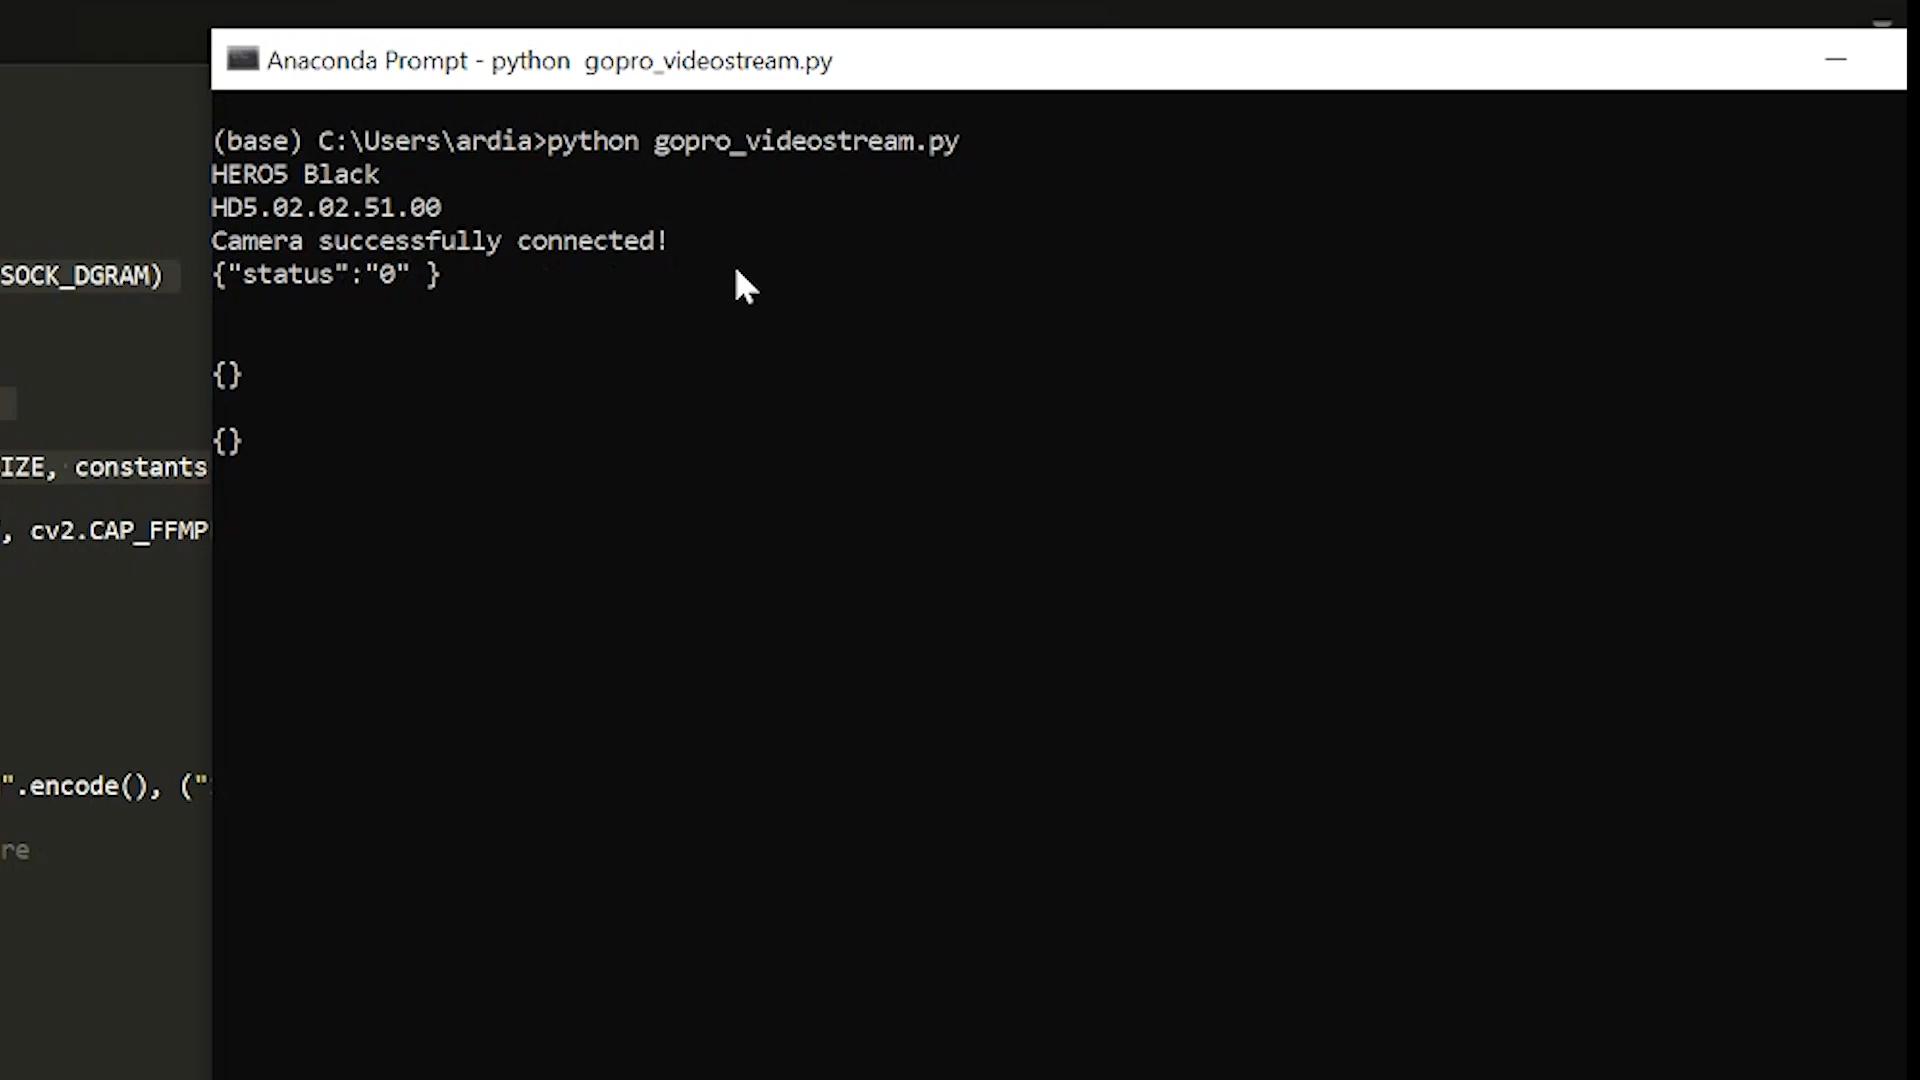 Anaconda Prompt - python  gopro_videostream.py
(base) C:\Users\ardia>python gopro_videostream.py
HERO5 Black
HD5.02.02.51.00
Camera successfully connected!
{"status":"0" }
{}
{}
SOCK_DGRAM)
IZE, constants
, cv2.CAP_FFMP
".encode(), ("
re